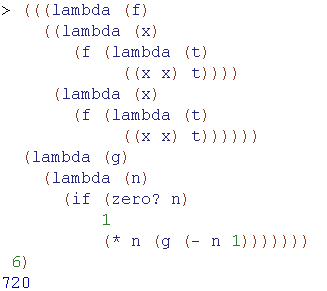 > (((lambda (f)
((lambda (x)
(f (lambda (t)
((x x) t))))
(lambda (x)
(f (lambda (t)
((x x) t))))))
(lambda (g)
(lambda (n)
(if (zero? n)
1
(* n (g (- n 1)))))))
6)
720